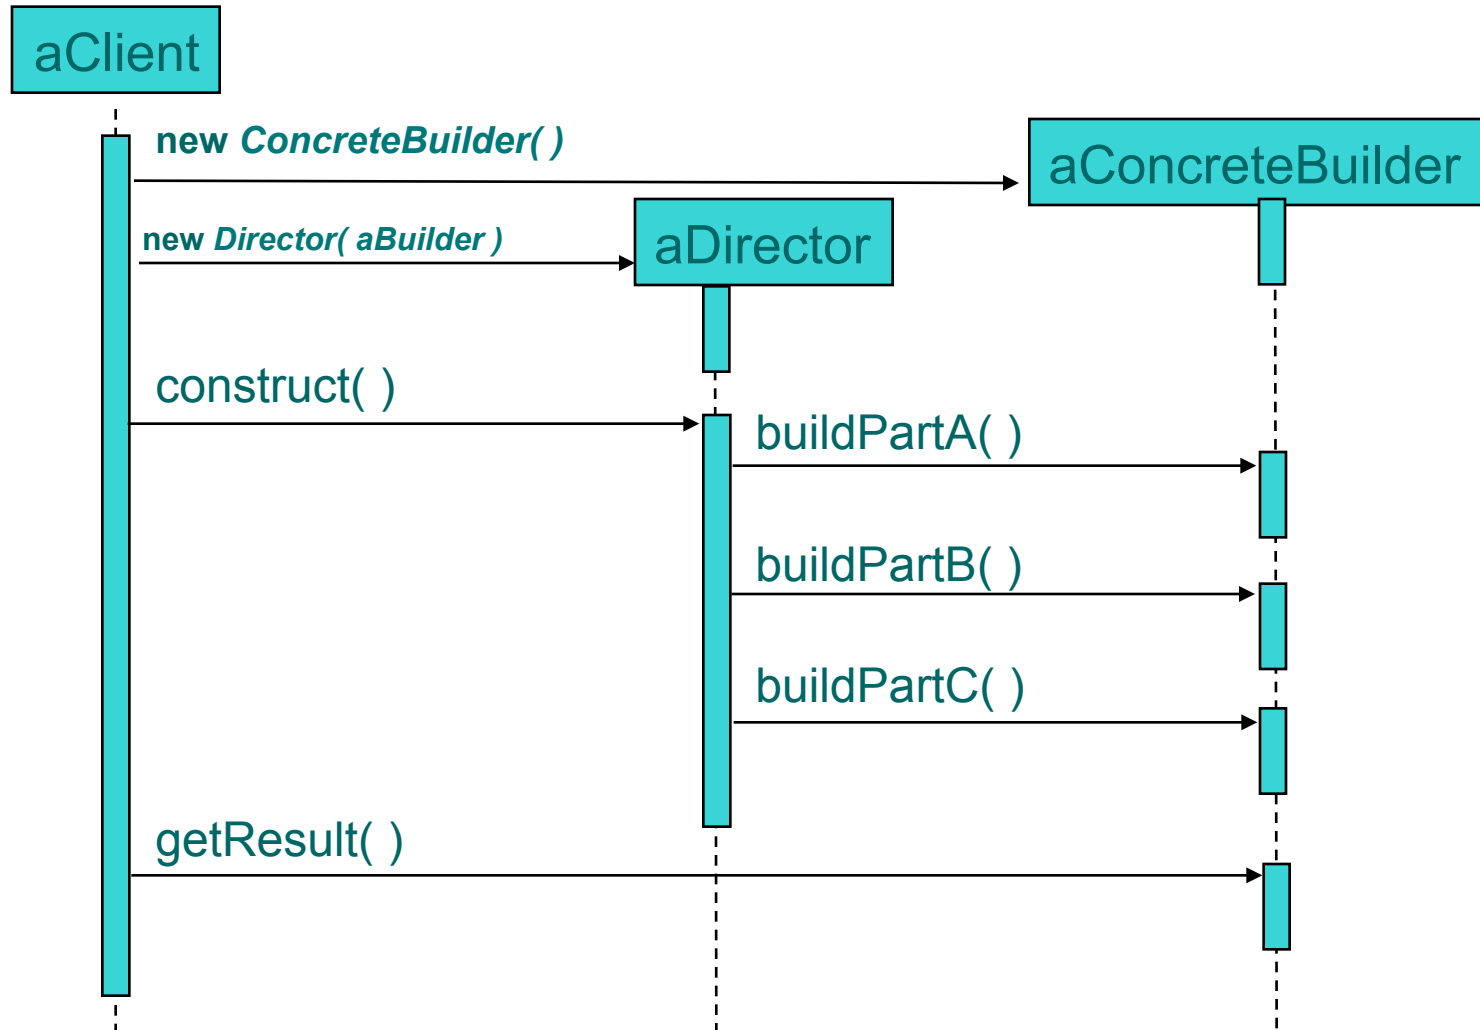 aClient
new ConcreteBuilder( )
aConcreteBuilder
new Director( aBuilder )
aDirector
construct( )
buildPartA( )
buildPartB( )
buildPartC( )
getResult( )